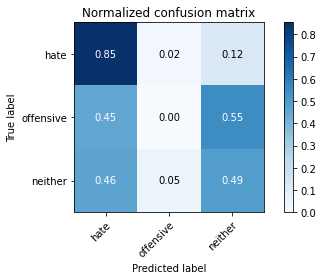 Normalized confusion matrix
hate 0.85 0.02 0.12
offensive 0.45 0.00 0.55
neither 0.46 0.05 0.49
True label
hate offensive neither
Predicted label
0.8
0.7
0.6
0.5
0.4
0.3
0.2
0.1
0.0